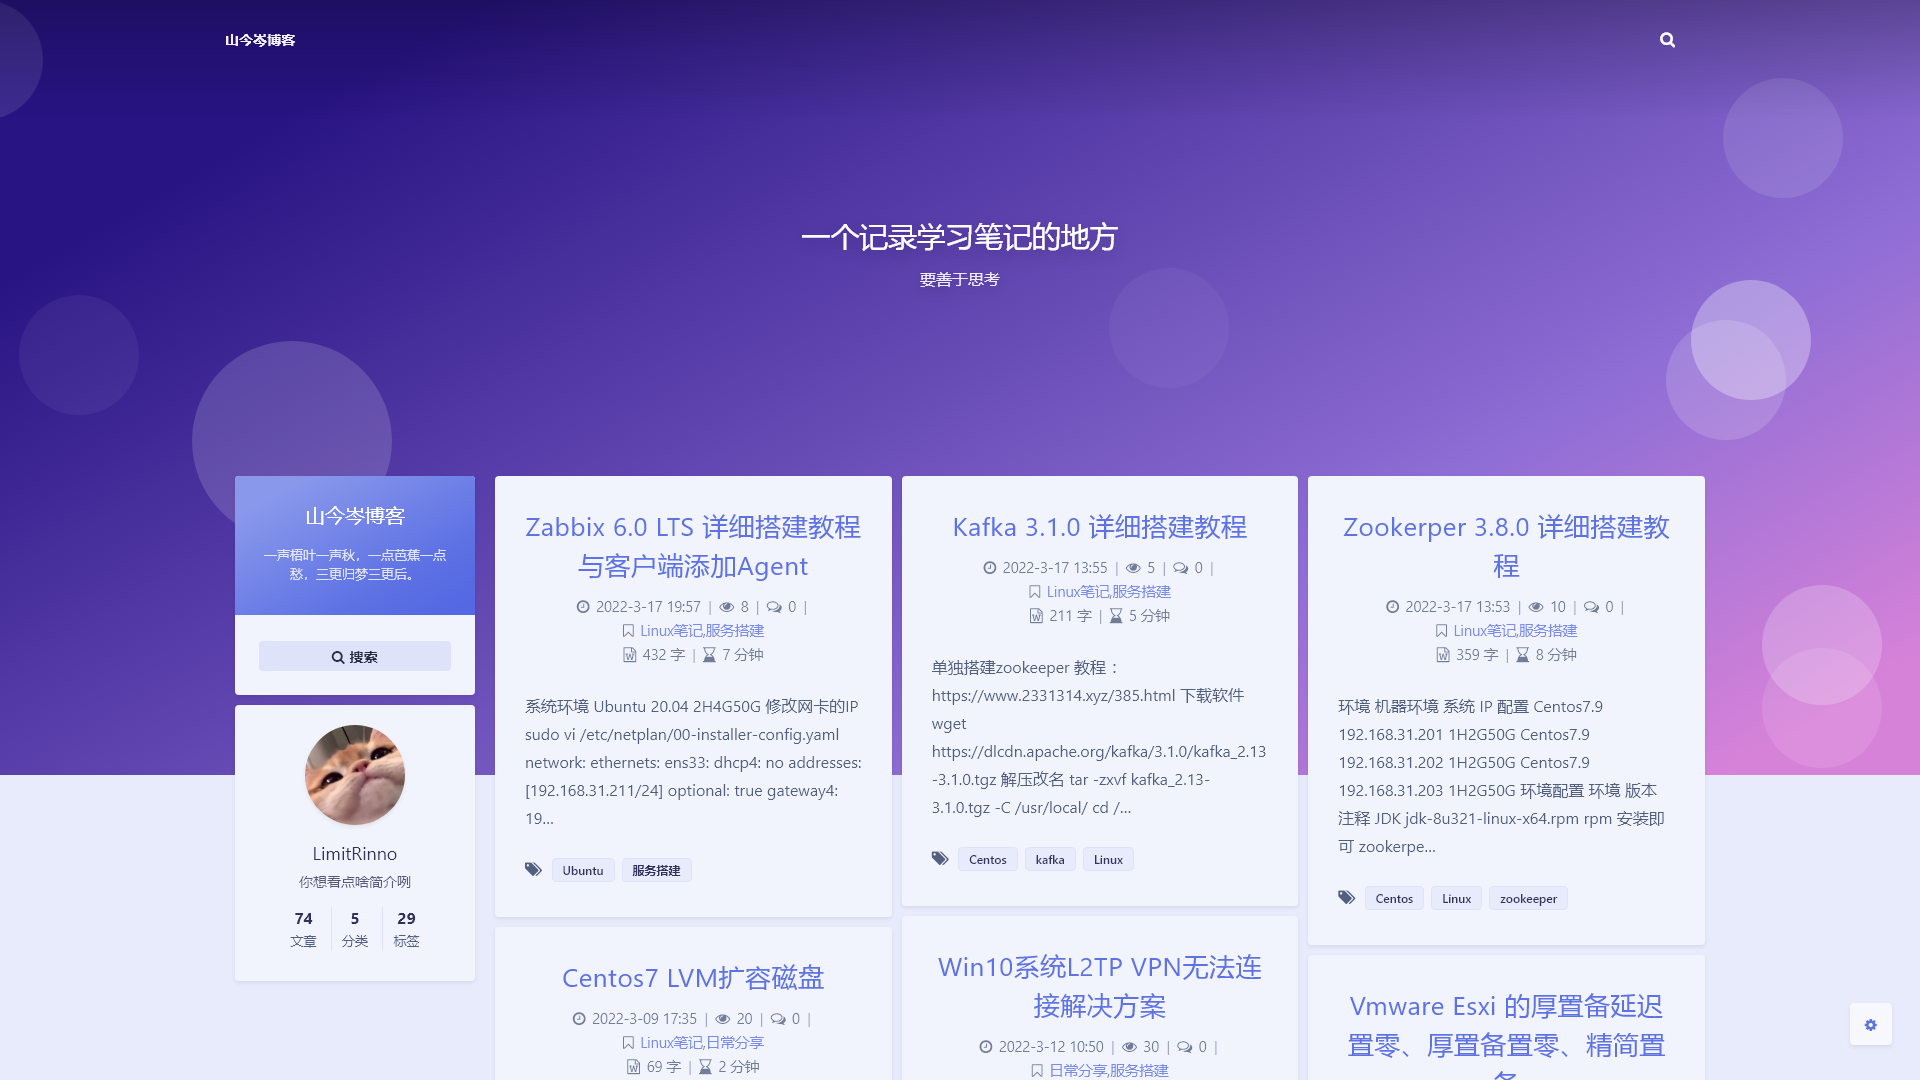 山今岑博客
一个记录学习笔记的地方
要善于思考
山今岑博客
一声梧叶一声秋，一点芭蕉一点
愁，三更归梦三更后。
搜索
LimitRinno
你想看点啥简介咧
74 5 29
文章 分类 标签
Zabbix 6.0 LTS 详细搭建教程
与客户端添加Agent
2022-3-17 19:57 | 8 | 0 |
Linux笔记,服务搭建
432 字 | 7 分钟
系统环境 Ubuntu 20.04 2H4G50G 修改网卡的IP
sudo vi /etc/netplan/00-installer-config.yaml
network: ethernets: ens33: dhcp4: no addresses:
[192.168.31.211/24] optional: true gateway4:
19...
Ubuntu 服务搭建
Kafka 3.1.0 详细搭建教程
2022-3-17 13:55 | 5 | 0 |
Linux笔记,服务搭建
211 字 | 5 分钟
单独搭建zookeeper 教程：
https://www.2331314.xyz/385.html 下载软件
wget
https://dlcdn.apache.org/kafka/3.1.0/kafka_2.13
-3.1.0.tgz 解压改名 tar -zxvf kafka_2.13-
3.1.0.tgz -C /usr/local/ cd /...
Centos kafka Linux
Zookerper 3.8.0 详细搭建教
程
2022-3-17 13:53 | 10 | 0 |
Linux笔记,服务搭建
359 字 | 8 分钟
环境 机器环境 系统 IP 配置 Centos7.9
192.168.31.201 1H2G50G Centos7.9
192.168.31.202 1H2G50G Centos7.9
192.168.31.203 1H2G50G 环境配置 环境 版本
注释 JDK jdk-8u321-linux-x64.rpm rpm 安装即
可 zookerpe...
Centos Linux zookeeper
Centos7 LVM扩容磁盘
2022-3-09 17:35 | 20 | 0 |
Linux笔记,日常分享
69 字 | 2 分钟
Win10系统L2TP VPN无法连
接解决方案
2022-3-12 10:50 | 30 | 0 |
日常分享,服务搭建
Vmware Esxi 的厚置备延迟
置零、厚置备置零、精简置